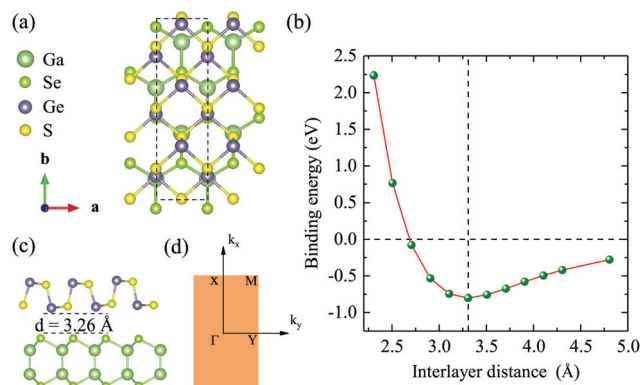 (a)
Ga
Se
Ge
S
b
a
(b)
Binding energy (eV)
2.5
2.0
1.5
1.0
0.5
0.0
-0.5
-1.0
2.5 3.0 3.5 4.0 4.5 5.0
Interlayer distance (Å)
(c)
d = 3.26 Å
(d)
kx
X M
ky
Γ Y